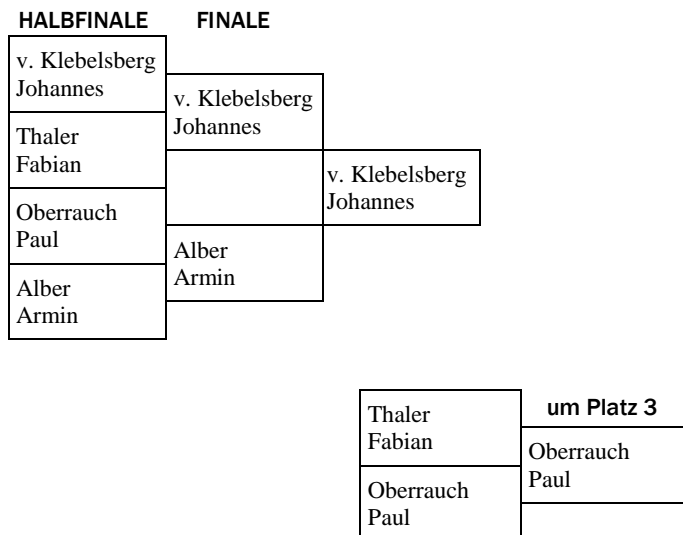 HALBFINALE FINALE
v. Klebelsberg
Johannes
Thaler
Fabian
Oberrauch
Paul
Alber
Armin
v. Klebelsberg
Johannes
Alber
Armin
v. Klebelsberg
Johannes
Thaler
Fabian
Oberrauch
Paul
um Platz 3
Oberrauch
Paul